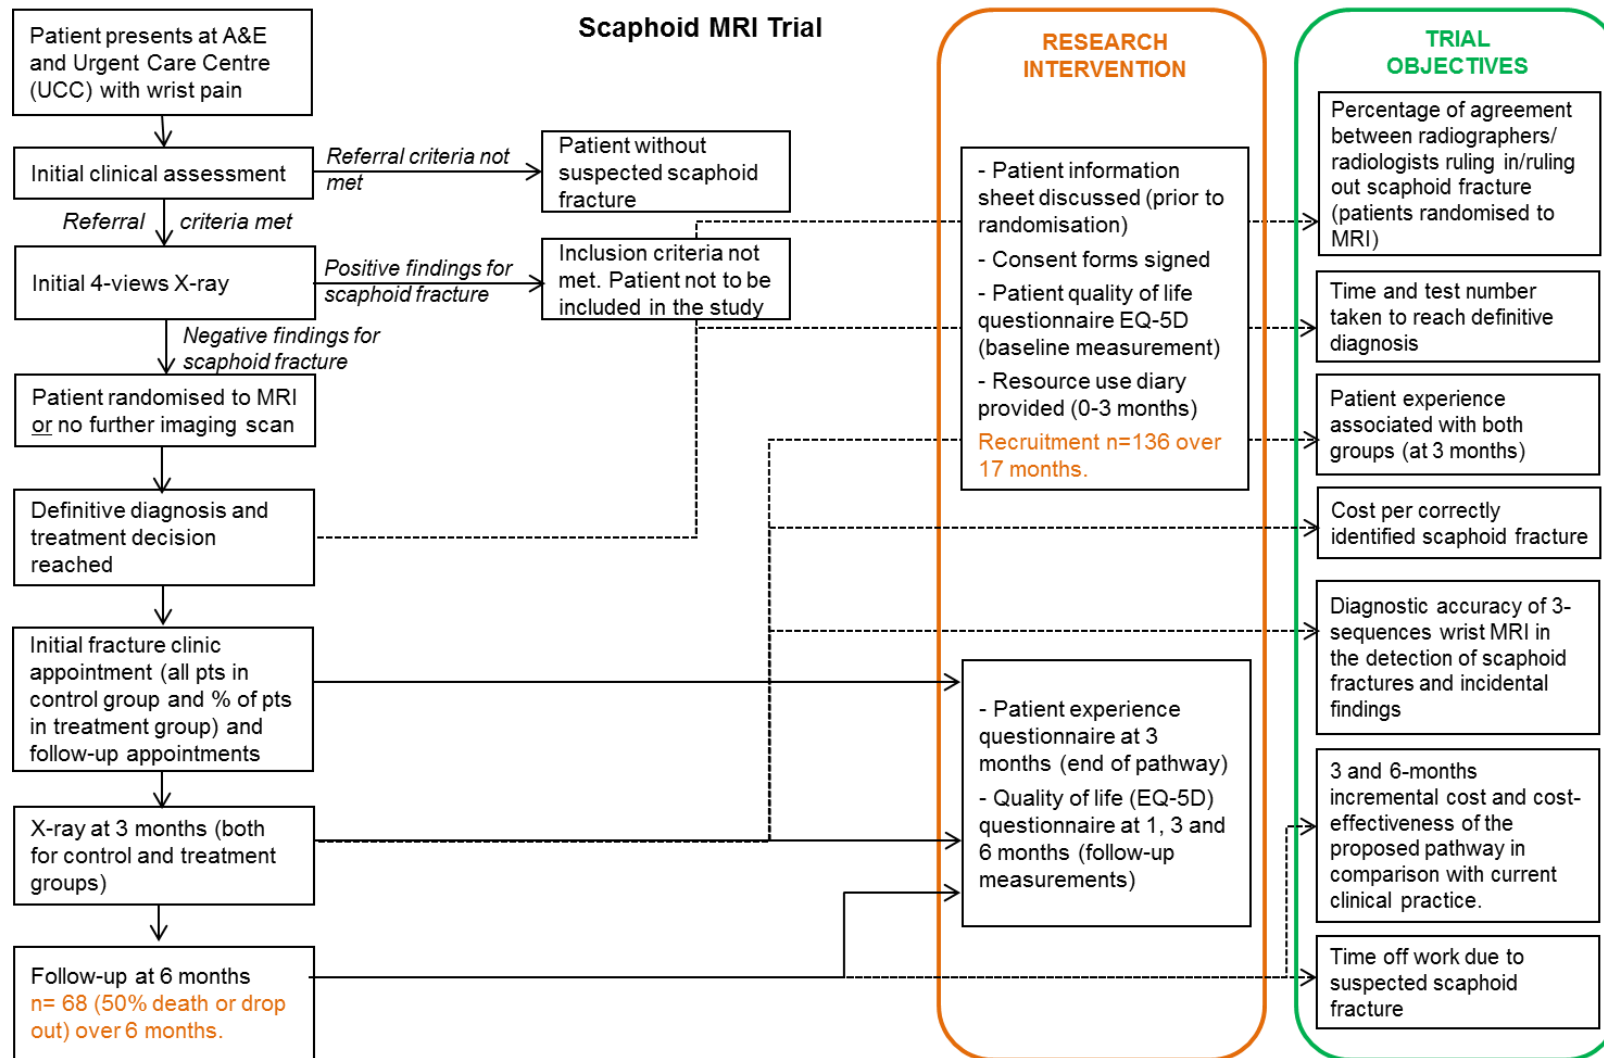 Scaphoid MRI Trial
Patient presents at A&E
and Urgent Care Centre
(UCC) with wrist pain
Initial clinical assessment
Referral criteria not
met
Patient without
suspected scaphoid
fracture
Referral criteria met
Initial 4-views X-ray
Positive findings for
scaphoid fracture
Inclusion criteria not
met. Patient not to be
included in the study
Negative findings for
scaphoid fracture
Patient randomised to MRI
or no further imaging scan
Definitive diagnosis and
treatment decision
reached
Initial fracture clinic
appointment (all pts in
control group and % of pts
in treatment group) and
follow-up appointments
X-ray at 3 months (both
for control and treatment
groups)
Follow-up at 6 months
n= 68 (50% death or drop
out) over 6 months.
RESEARCH
INTERVENTION
- Patient information
sheet discussed (prior to
randomisation)
- Consent forms signed
- Patient quality of life
questionnaire EQ-5D
(baseline measurement)
- Resource use diary
provided (0-3 months)
Recruitment n=136 over
17 months.
- Patient experience
questionnaire at 3
months (end of pathway)
- Quality of life (EQ-5D)
questionnaire at 1, 3 and
6 months (follow-up
measurements)
TRIAL
OBJECTIVES
Percentage of agreement
between radiographers/
radiologists ruling in/ruling
out scaphoid fracture
(patients randomised to
MRI)
Time and test number
taken to reach definitive
diagnosis
Patient experience
associated with both
groups (at 3 months)
Cost per correctly
identified scaphoid fracture
Diagnostic accuracy of 3-
sequences wrist MRI in
the detection of scaphoid
fractures and incidental
findings
3 and 6-months
incremental cost and cost-
effectiveness of the
proposed pathway in
comparison with current
clinical practice.
Time off work due to
suspected scaphoid
fracture